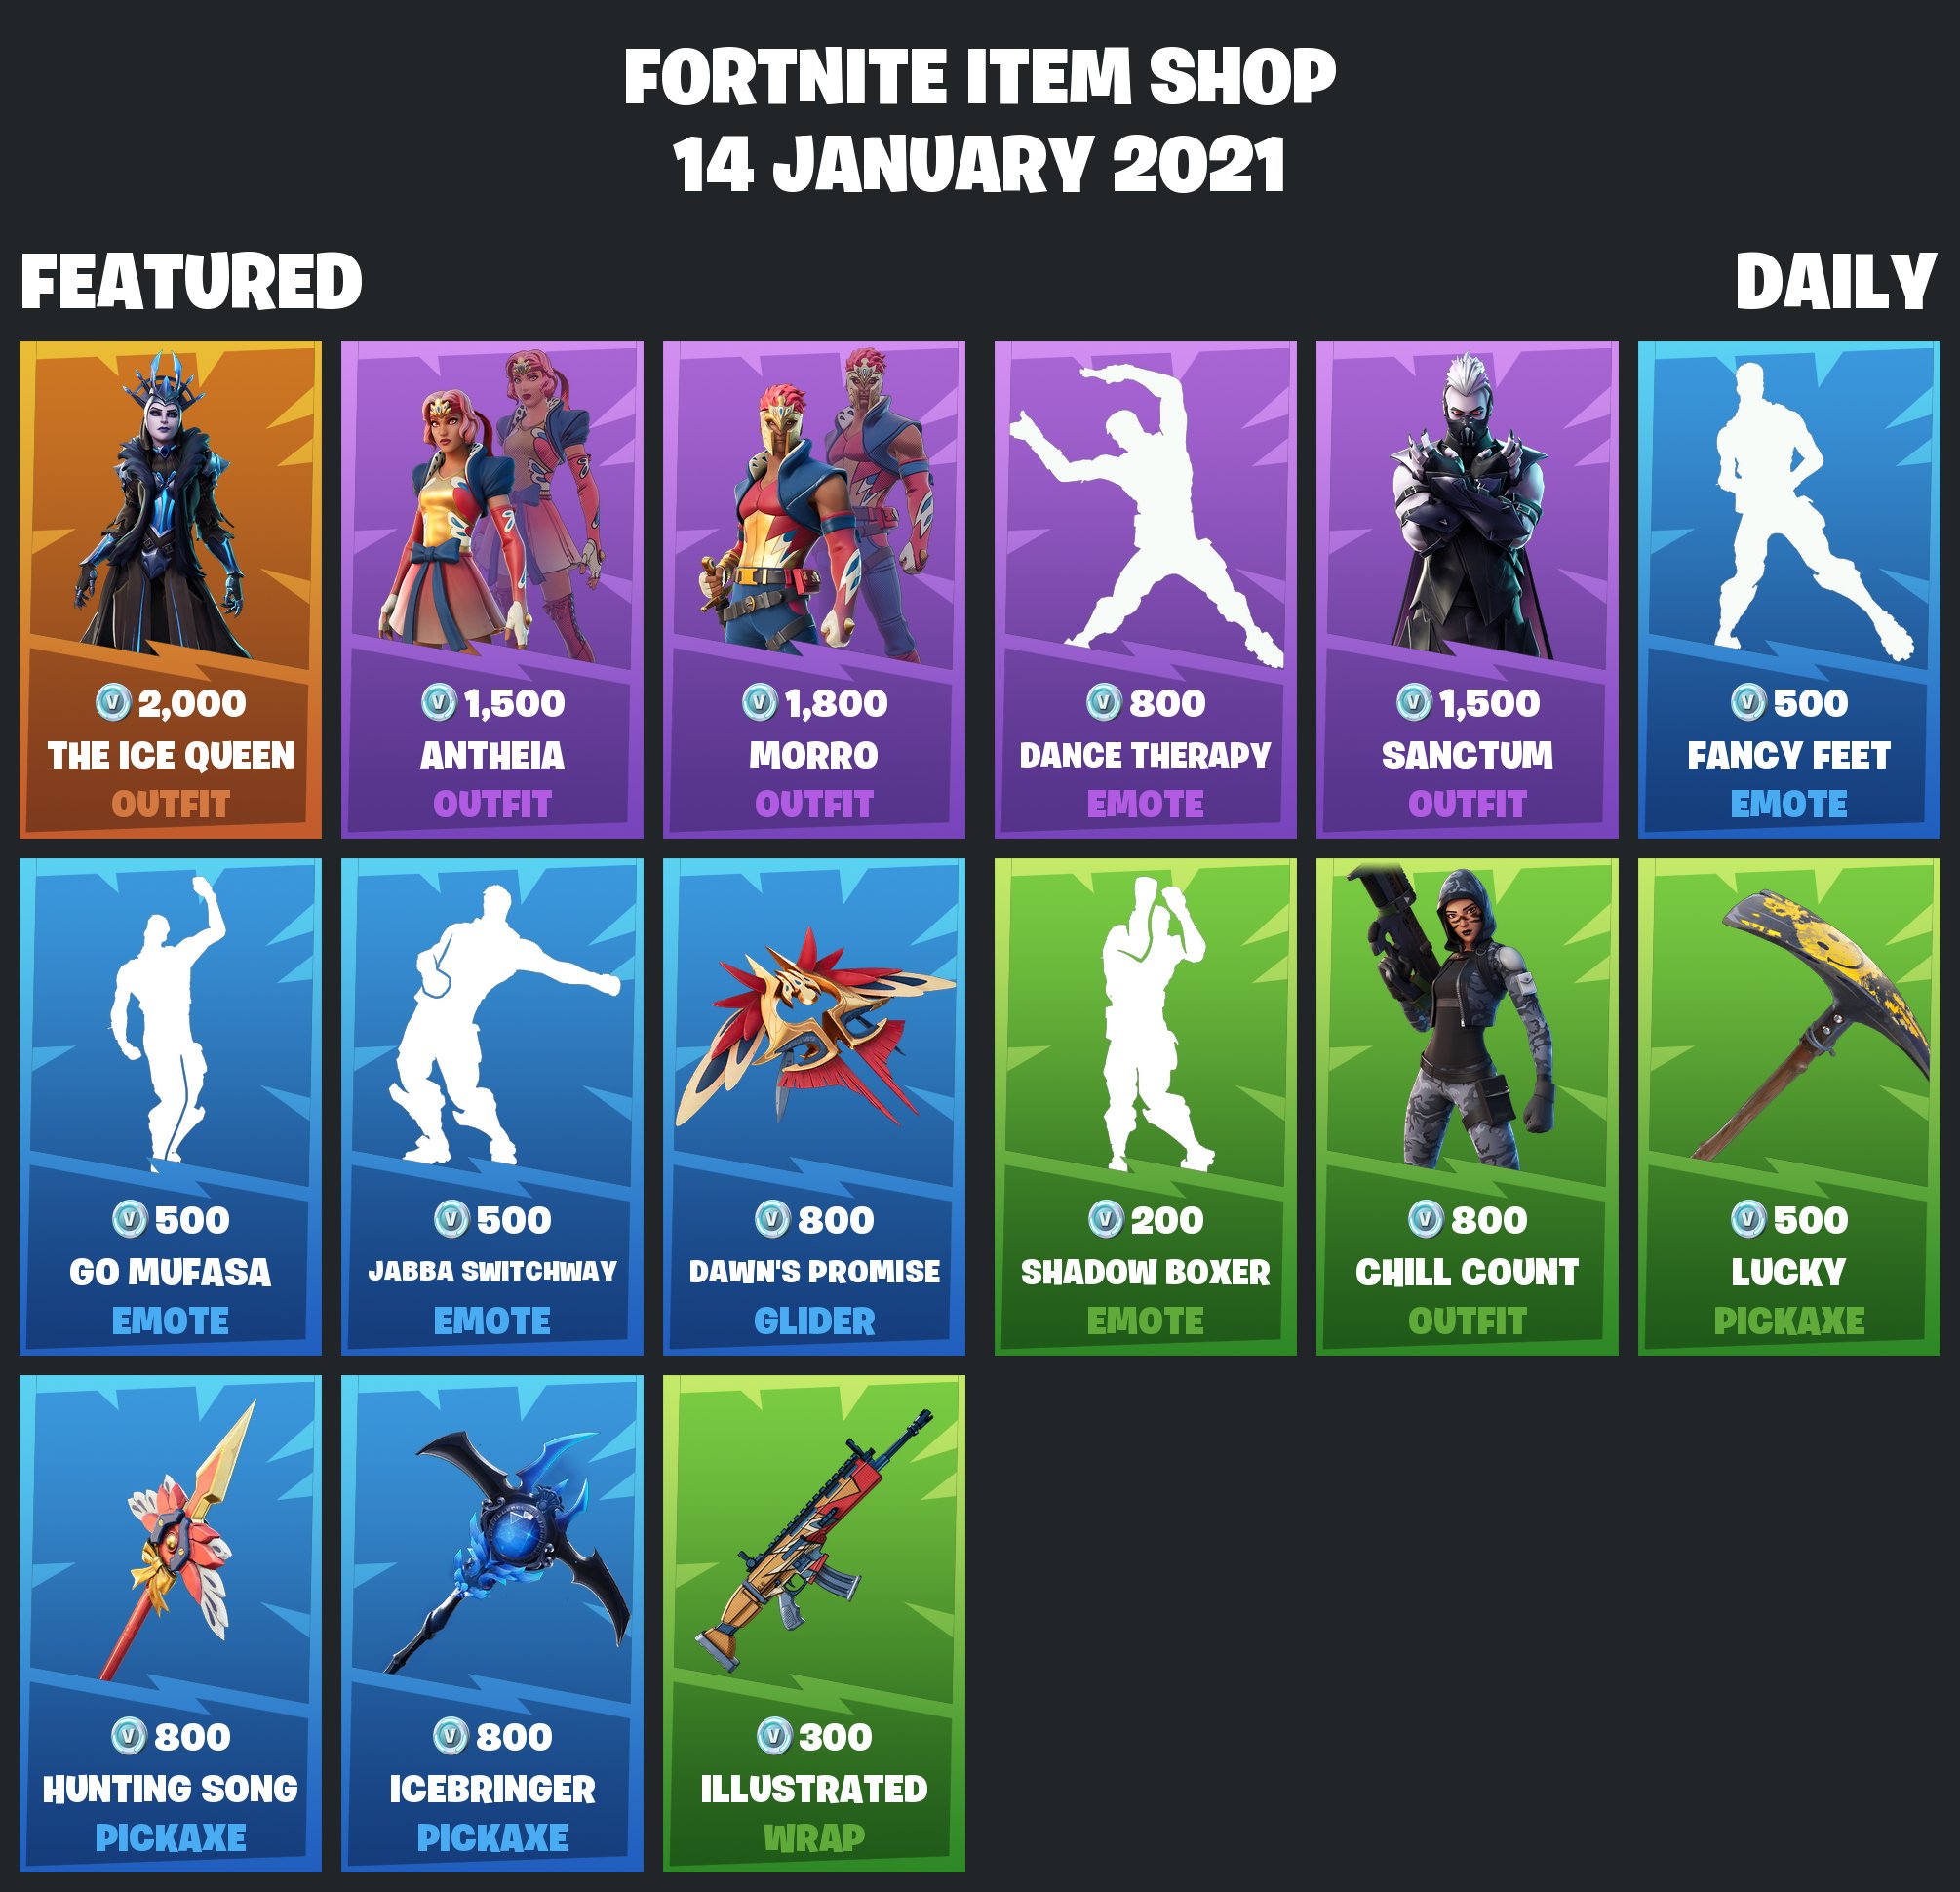 FORTNITE ITEM SHOP
14 JANUARY 2021
FEATURED
DAILY
V 2,000
THE ICE QUEEN
OUTFIT
V 1,500
ANTHEIA
OUTFIT
V 1,800
MORRO
OUTFIT
V 800
DANCE THERAPY
EMOTE
V 1,500
SANCTUM
OUTFIT
V 500
FANCY FEET
EMOTE
V 500
GO MUFASA
EMOTE
V 500
JABBA SWITCHWAY
EMOTE
V 800
DAWN'S PROMISE
GLIDER
V 200
SHADOW BOXER
EMOTE
V 800
CHILL COUNT
OUTFIT
V 500
LUCKY
PICKAXE
V 800
HUNTING SONG
PICKAXE
V 800
ICEBRINGER
PICKAXE
V 300
ILLUSTRATED
WRAP